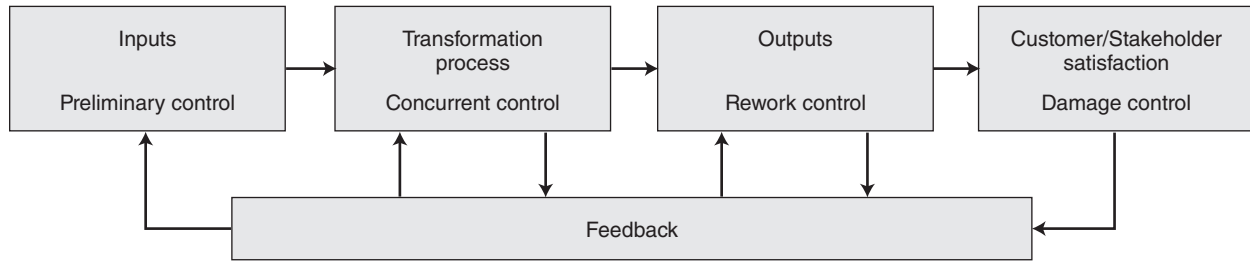 Inputs
Preliminary control
Transformation
process
Concurrent control
Outputs
Rework control
Customer/Stakeholder
satisfaction
Damage control
Feedback